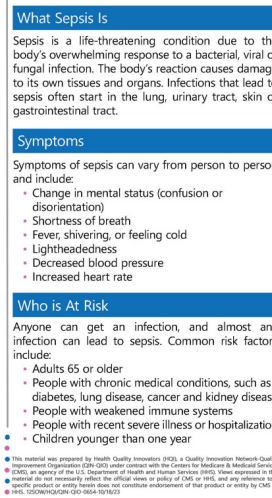 What Sepsis Is
Sepsis is a life-threatening condition due to th
body's overwhelming response to a bacterial, viral o
fungal infection. The body's reaction causes damag
to its own tissues and organs. Infections that lead t
sepsis often start in the lung, urinary tract, skin o
gastrointestinal tract.
Symptoms
Symptoms of sepsis can vary from person to perso
and include:
• Change in mental status (confusion or
disorientation)
• Shortness of breath
• Fever, shivering, or feeling cold
• Lightheadedness
• Decreased blood pressure
• Increased heart rate
Who is At Risk
Anyone can get an infection, and almost an
infection can lead to sepsis. Common risk factor
include:
• Adults 65 or older
• People with chronic medical conditions, such as
diabetes, lung disease, cancer and kidney diseas
• People with weakened immune systems
• People with recent severe illness or hospitalizatio
• Children younger than one year
This material was prepared by Health Quality Innovators (HQI), a Quality Innovation Network-Quali
Improvement Organization (QIN-QIO) under contract with the Centers for Medicare & Medicaid Servic
(CMS), an agency of the U.S. Department of Health and Human Services (HHS). Views expressed in th
material do not necessarily reflect the official views or policy of CMS or HHS, and any reference to
specific product or entity herein does not constitute endorsement of that product or entity by CMS
HHS. 12SOW/HQI/QIN-QIO-0654-10/18/23